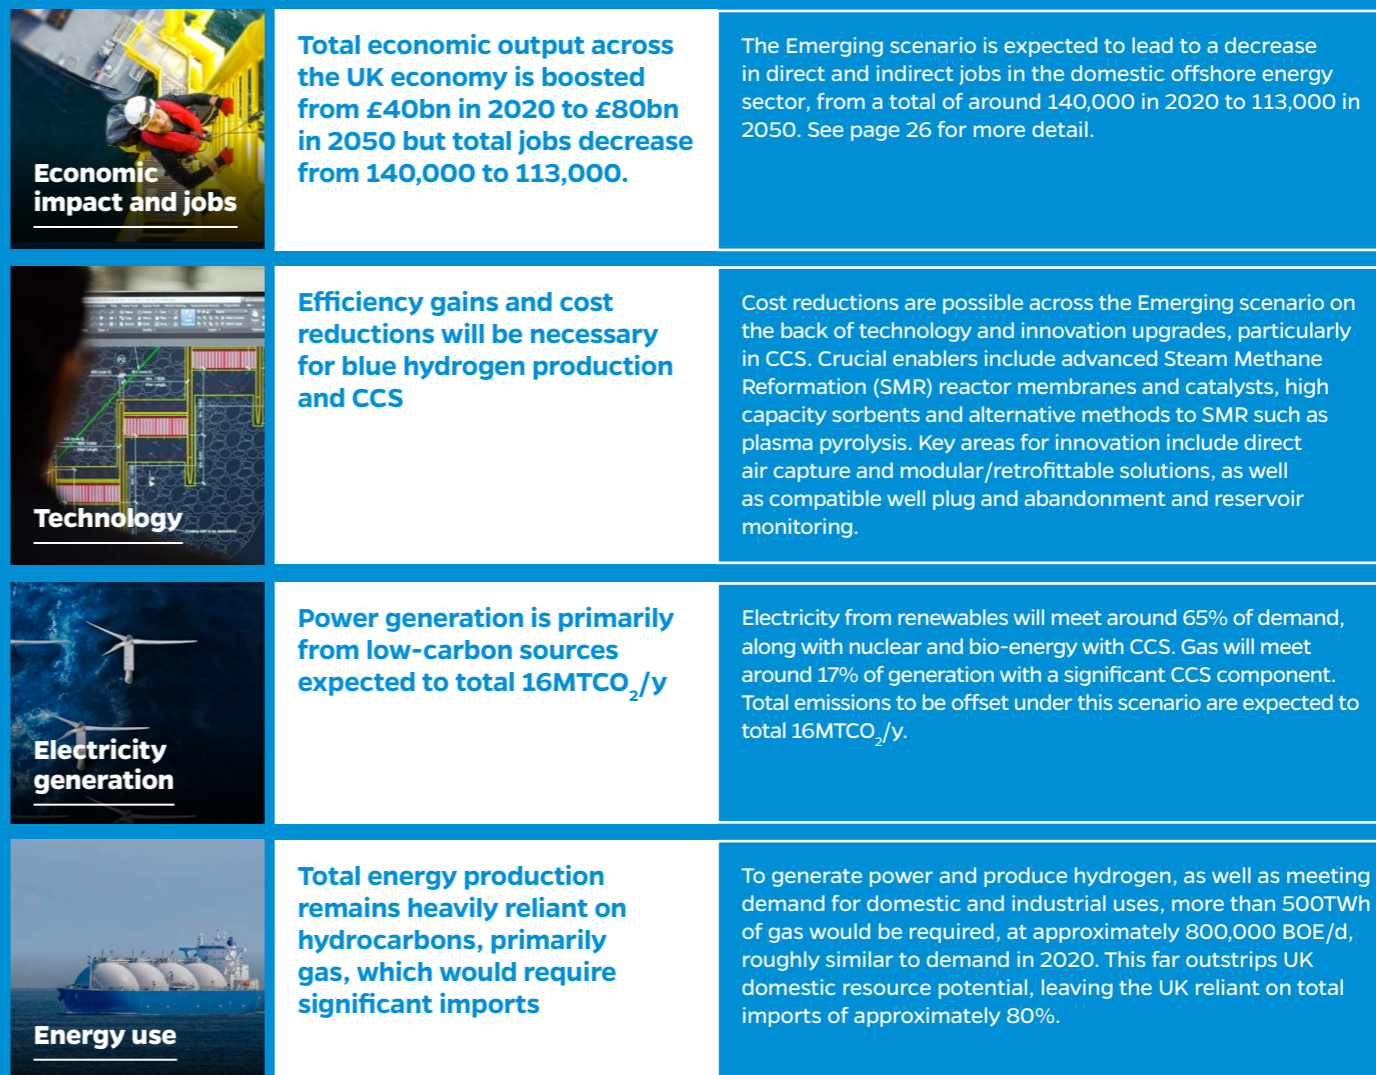 Economic
impact and jobs
Total economic output across
the UK economy is boosted
from £40bn in 2020 to £80bn
in 2050 but total jobs decrease
from 140,000 to 113,000.
The Emerging scenario is expected to lead to a decrease
in direct and indirect jobs in the domestic offshore energy
sector, from a total of around 140,000 in 2020 to 113,000 in
2050. See page 26 for more detail.
Technology
Efficiency gains and cost
reductions will be necessary
for blue hydrogen production
and CCS
Cost reductions are possible across the Emerging scenario on
the back of technology and innovation upgrades, particularly
in CCS. Crucial enablers include advanced Steam Methane
Reformation (SMR) reactor membranes and catalysts, high
capacity sorbents and alternative methods to SMR such as
plasma pyrolysis. Key areas for innovation include direct
air capture and modular/retrofittable solutions, as well
as compatible well plug and abandonment and reservoir
monitoring.
Electricity
generation
Power generation is primarily
from low-carbon sources
expected to total 16MTCO₂/y
Electricity from renewables will meet around 65% of demand,
along with nuclear and bio-energy with CCS. Gas will meet
around 17% of generation with a significant CCS component.
Total emissions to be offset under this scenario are expected to
total 16MTCO₂/y.
Energy use
Total energy production
remains heavily reliant on
hydrocarbons, primarily
gas, which would require
significant imports
To generate power and produce hydrogen, as well as meeting
demand for domestic and industrial uses, more than 500TWh
of gas would be required, at approximately 800,000 BOE/d,
roughly similar to demand in 2020. This far outstrips UK
domestic resource potential, leaving the UK reliant on total
imports of approximately 80%.